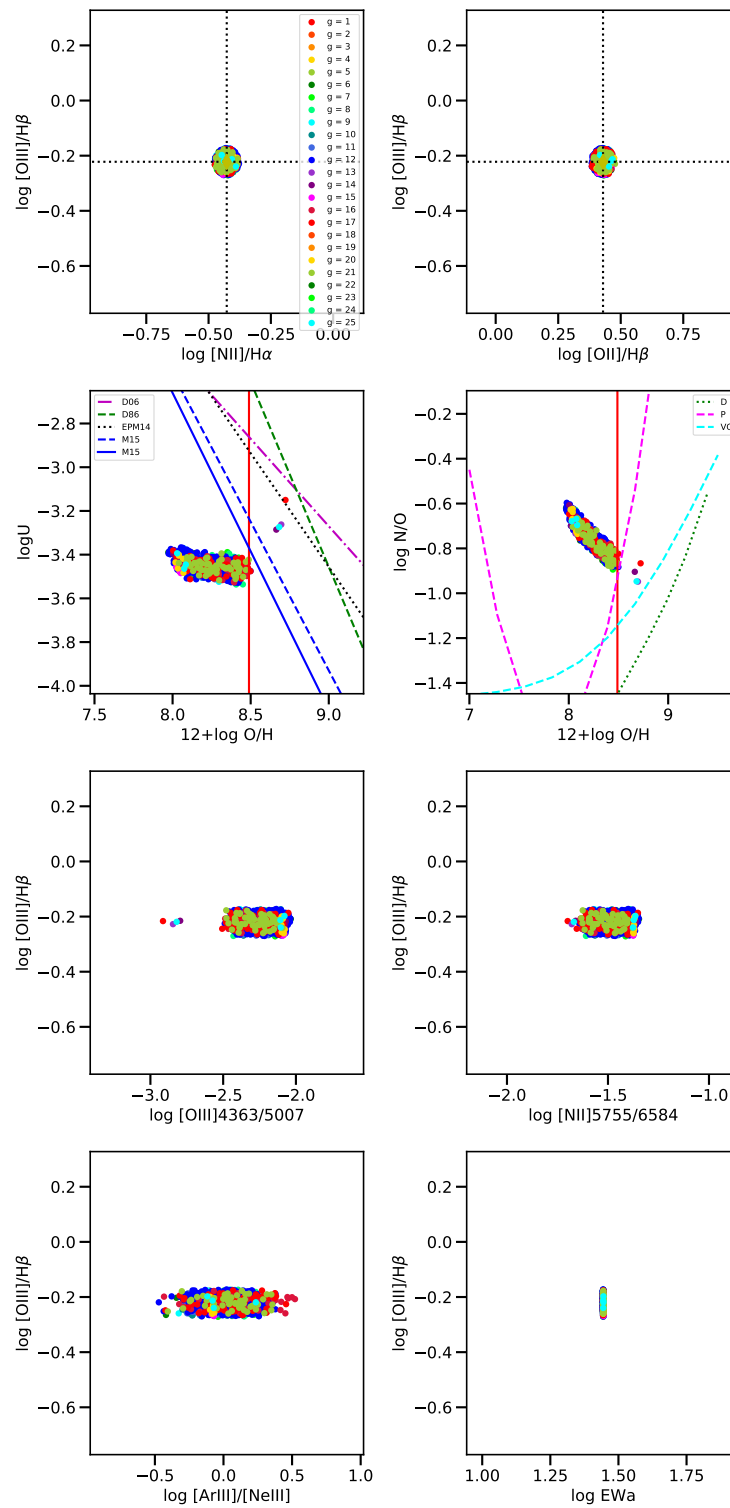 0.2
0.0
−0.2
−0.4
−0.6
log [OIII]/Hβ
−0.75
−0.50
−0.25
0.00
log [NII]/Hα
g = 1
g = 2
g = 3
g = 4
g = 5
g = 6
g = 7
g = 8
g = 9
g = 10
g = 11
g = 12
g = 13
g = 14
g = 15
g = 16
g = 17
g = 18
g = 19
g = 20
g = 21
g = 22
g = 23
g = 24
g = 25
0.2
0.0
−0.2
−0.4
−0.6
log [OIII]/Hβ
0.00
0.25
0.50
0.75
log [OII]/Hβ
−2.8
−3.0
−3.2
−3.4
−3.6
−3.8
−4.0
logU
7.5
8.0
8.5
9.0
12+log O/H
D06
D86
EPM14
M15
M15
−0.2
−0.4
−0.6
−0.8
−1.0
−1.2
−1.4
log N/O
7
8
9
12+log O/H
D
P
VC
0.2
0.0
−0.2
−0.4
−0.6
log [OIII]/Hβ
−3.0
−2.5
−2.0
log [OIII]4363/5007
0.2
0.0
−0.2
−0.4
−0.6
log [OIII]/Hβ
−2.0
−1.5
−1.0
log [NII]5755/6584
0.2
0.0
−0.2
−0.4
−0.6
log [OIII]/Hβ
−0.5
0.0
0.5
1.0
log [ArIII]/[NeIII]
0.2
0.0
−0.2
−0.4
−0.6
log [OIII]/Hβ
1.00
1.25
1.50
1.75
log EWa